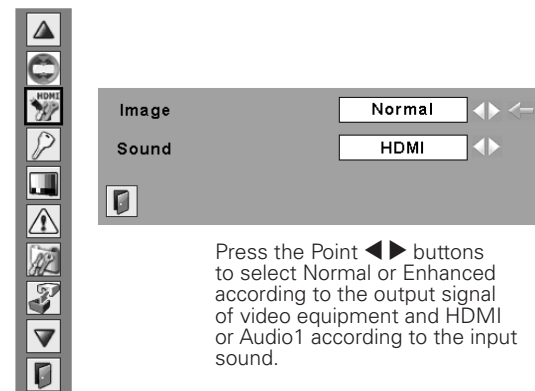 HDMI
Image Normal
Sound HDMI
Press the Point ◀ ▶ buttons
to select Normal or Enhanced
according to the output signal
of video equipment and HDMI
or Audio1 according to the input
sound.